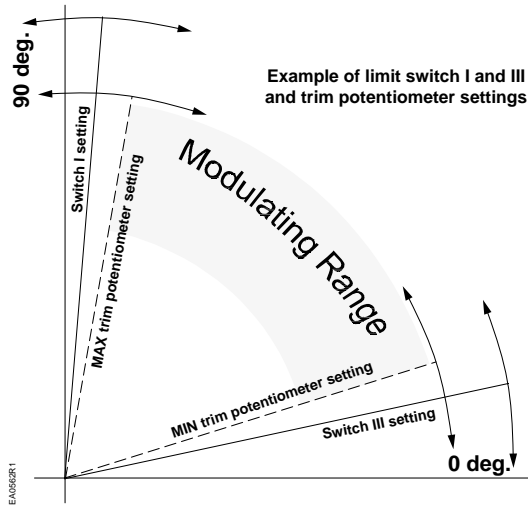 90 deg.
Example of limit switch I and III
and trim potentiometer settings
Switch I setting
MAX trim potentiometer setting
Modulating Range
MIN trim potentiometer setting
Switch III setting
0 deg.
EA0562R1